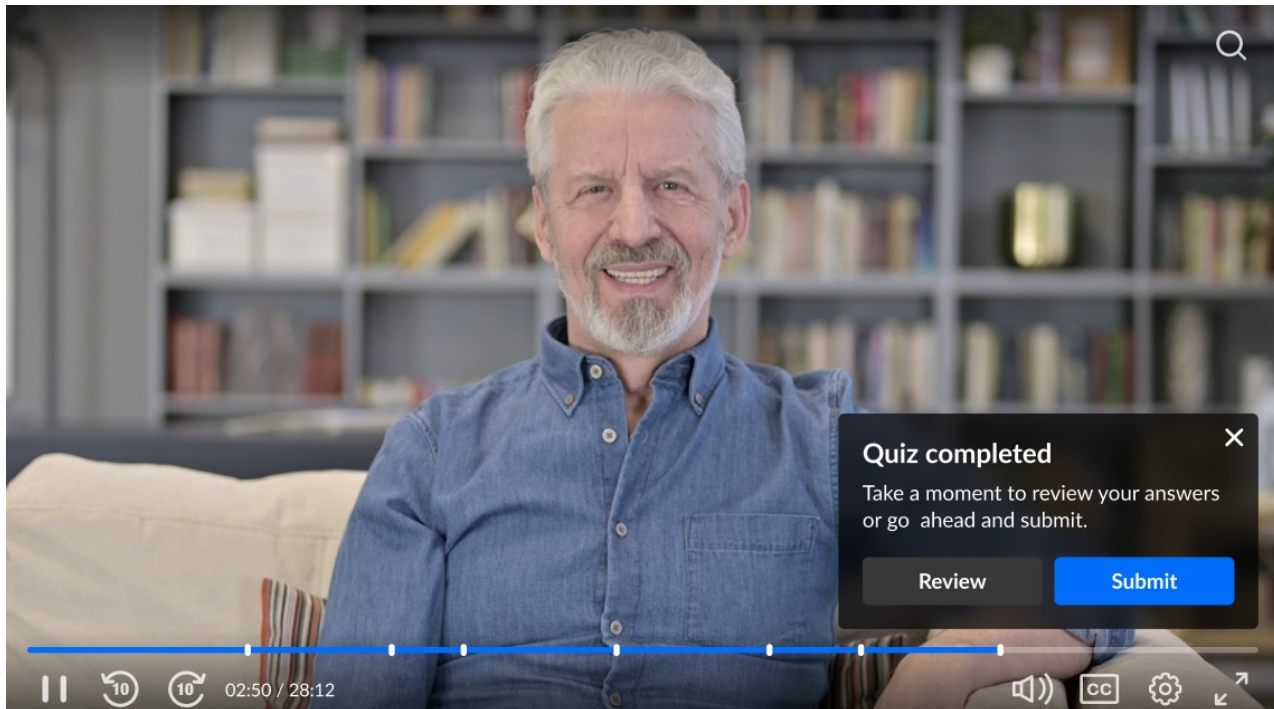 Quiz completed
Take a moment to review your answers
or go  ahead and submit.
Review
Submit
10
10
02:50 / 28:12
CC